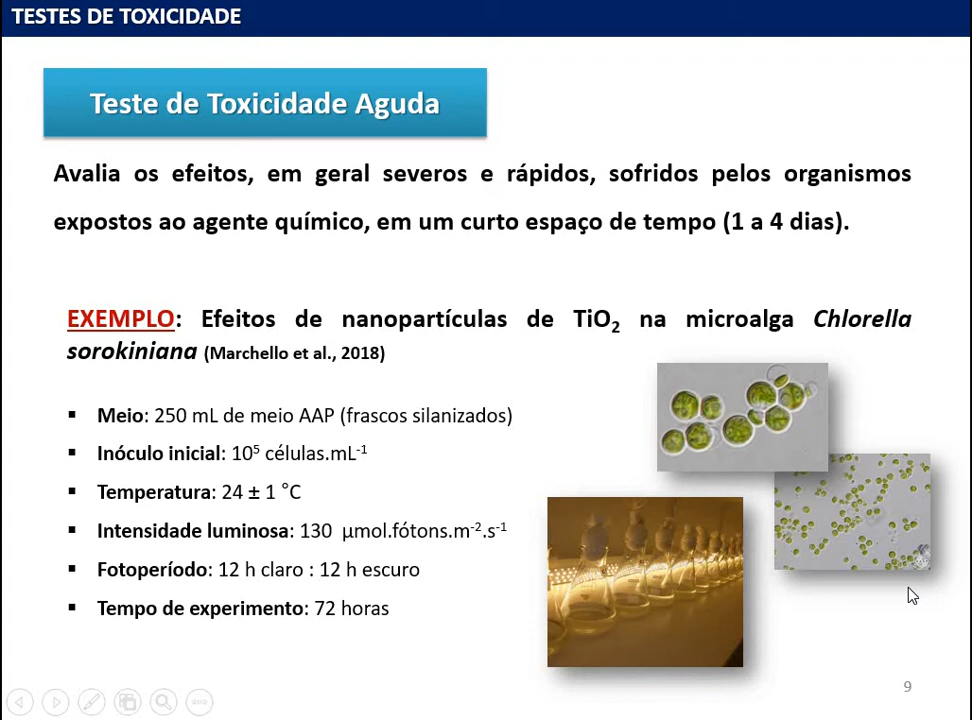 TESTES DE TOXICIDADE
Teste de Toxicidade Aguda
Avalia os efeitos, em geral severos e rápidos, sofridos pelos organismos
expostos ao agente químico, em um curto espaço de tempo (1 a 4 dias).
EXEMPLO: Efeitos de nanopartículas de TiO₂ na microalga Chlorella
sorokiniana (Marchello et al., 2018)
▪ Meio: 250 mL de meio AAP (frascos silanizados)
▪ Inóculo inicial: 10⁵ células.mL⁻¹
▪ Temperatura: 24 ± 1 °C
▪ Intensidade luminosa: 130 µmol.fótons.m⁻².s⁻¹
▪ Fotoperíodo: 12 h claro : 12 h escuro
▪ Tempo de experimento: 72 horas
9